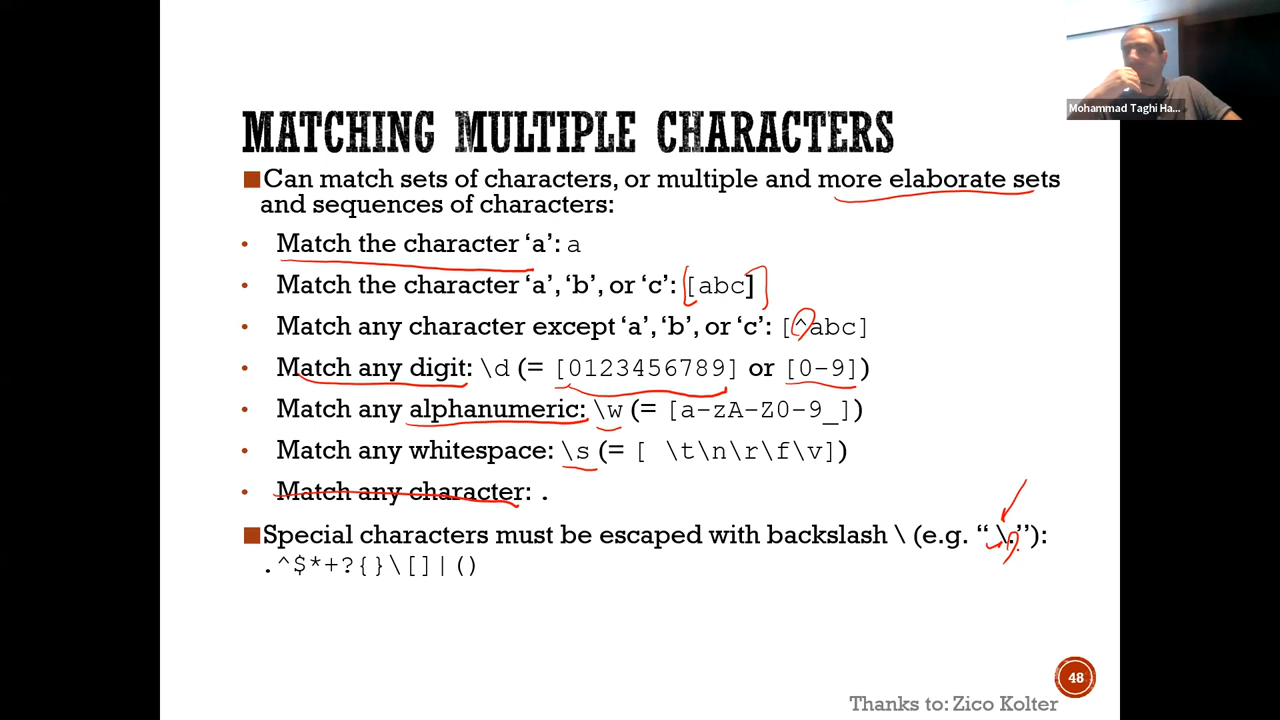 Mohammad Taghi Ha...
MATCHING MULTIPLE CHARACTERS
Can match sets of characters, or multiple and more elaborate sets
and sequences of characters:
• Match the character ‘a’: a
• Match the character ‘a’, ‘b’, or ‘c’: [abc]
• Match any character except ‘a’, ‘b’, or ‘c’: [^abc]
• Match any digit: \d (= [0123456789] or [0-9])
• Match any alphanumeric: \w (= [a-zA-Z0-9_])
• Match any whitespace: \s (= [ \t\n\r\f\v])
• Match any character: .
Special characters must be escaped with backslash \ (e.g. “ \.”):
.^$*+?{}\[]|()
48
Thanks to: Zico Kolter